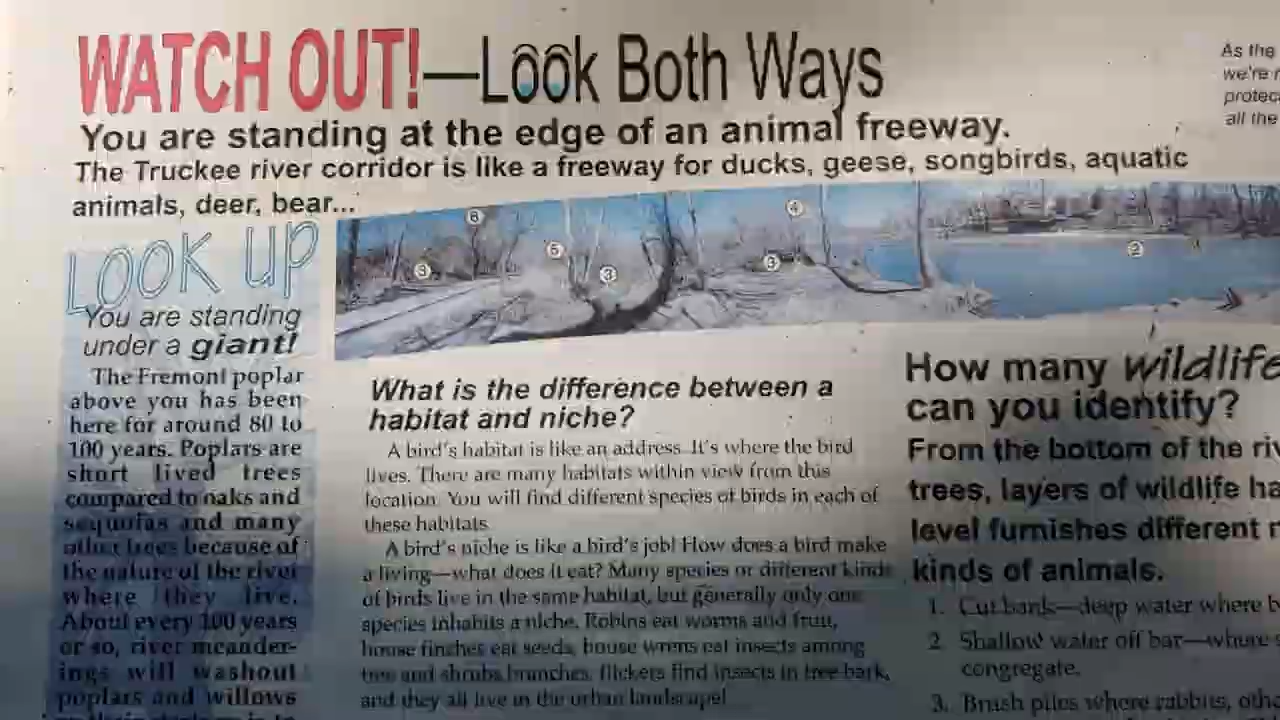 WATCH OUT!—Look Both Ways
You are standing at the edge of an animal freeway.
The Truckee river corridor is like a freeway for ducks, geese, songbirds, aquatic
animals, deer, bear...
As the
we're
protec
all the
LOOK up
You are standing
under a giant!
The Fremont poplar
above you has been
here for around 80 to
100 years. Poplars are
short lived trees
compared to oaks and
sequoias and many
other trees because of
the nature of the river
where they live.
About every 100 years
or so, river meander-
ings will washout
poplars and willows
6
5
3
3
4
3
2
What is the difference between a
habitat and niche?
A bird's habitat is like an address. It's where the bird
lives. There are many habitats within view from this
location. You will find different species of birds in each of
these habitats.
A bird's niche is like a bird's job! How does a bird make
a living—what does it eat? Many species or different kinds
of birds live in the same habitat, but generally only one
species inhabits a niche. Robins eat worms and fruit,
house finches eat seeds, house wrens eat insects among
tree and shrubs branches, flickers find insects in tree bark,
and they all live in the urban landscape!
How many wildlife
can you identify?
From the bottom of the riv
trees, layers of wildlife ha
level furnishes different
kinds of animals.
1. Cut bank—deep water where
2. Shallow water off bar—where
congregate.
3. Brush piles where rabbits, othe